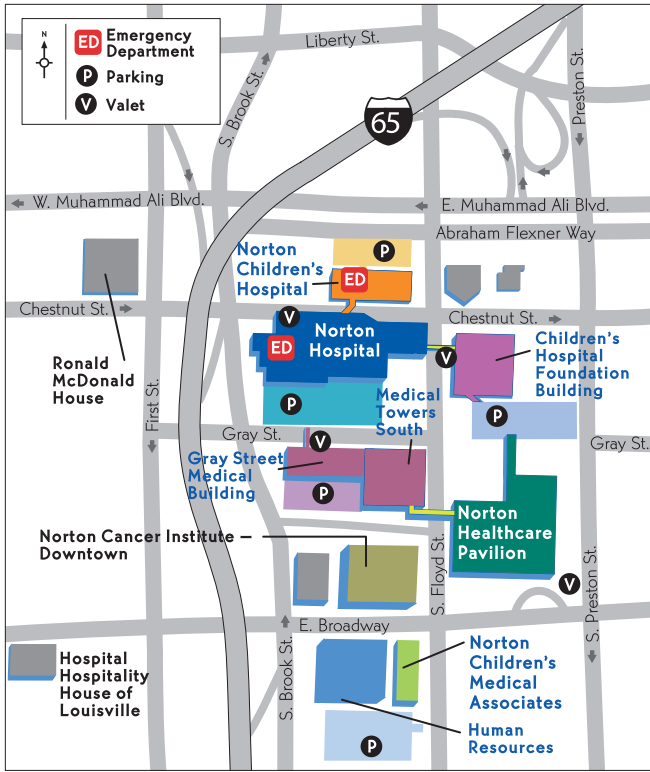 N
ED Emergency
Department
P Parking
V Valet
Liberty St.
S. Brook St.
Preston St.
65
W. Muhammad Ali Blvd.
E. Muhammad Ali Blvd.
Abraham Flexner Way
P
Norton
Children's
Hospital
ED
Chestnut St.
Chestnut St.
V
Norton
Hospital
ED
V
Children's
Hospital
Foundation
Building
Ronald
McDonald
House
First St.
P
Medical
Towers
South
P
Gray St.
V
Gray St.
Gray Street
Medical
Building
P
Norton
Healthcare
Pavilion
Norton Cancer Institute
Downtown
S. Floyd St.
V
S. Preston St.
E. Broadway
S. Brook St.
Hospital
Hospitality
House of
Louisville
Norton
Children's
Medical
Associates
Human
Resources
P